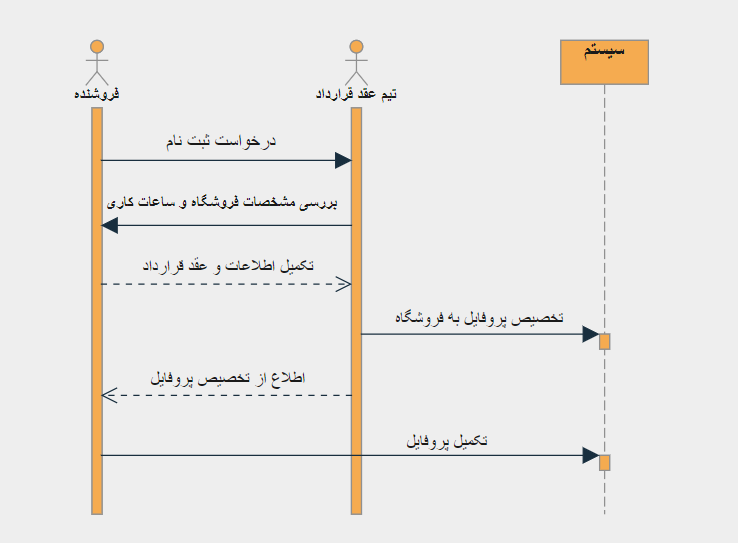 سیستم
تیم عقد قرارداد
فروشنده
درخواست ثبت نام
بررسی مشخصات فروشگاه و ساعات کاری
تکمیل اطلاعات و عقد قرارداد
تخصیص پروفایل به فروشگاه
اطلاع از تخصیص پروفایل
تکمیل پروفایل